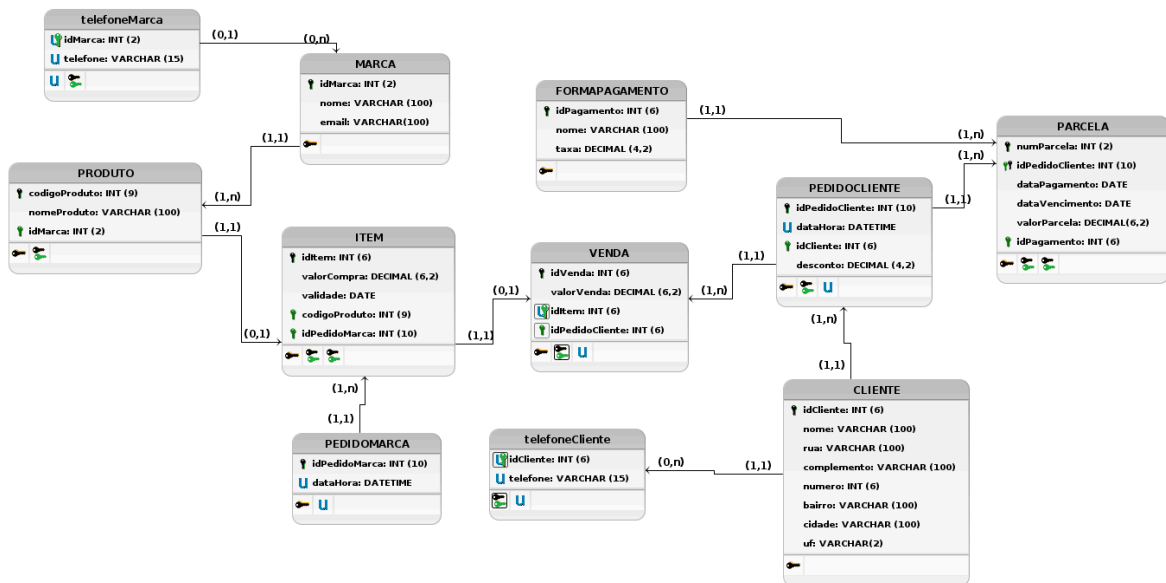 telefoneMarca
idMarca: INT (2)
telefone: VARCHAR (15)
(0,1)
(0,n)
MARCA
idMarca: INT (2)
nome: VARCHAR (100)
email: VARCHAR(100)
(1,1)
(1,n)
PRODUTO
codigoProduto: INT (9)
nomeProduto: VARCHAR (100)
idMarca: INT (2)
(1,1)
(0,1)
ITEM
idItem: INT (6)
valorCompra: DECIMAL (6,2)
validade: DATE
codigoProduto: INT (9)
idPedidoMarca: INT (10)
(1,n)
(1,1)
PEDIDOMARCA
idPedidoMarca: INT (10)
dataHora: DATETIME
(0,1)
(1,1)
VENDA
idVenda: INT (6)
valorVenda: DECIMAL (6,2)
idItem: INT (6)
idPedidoCliente: INT (6)
(1,1)
(1,n)
FORMAPAGAMENTO
idPagamento: INT (6)
nome: VARCHAR (100)
taxa: DECIMAL (4,2)
(1,1)
(1,n)
(1,n)
(1,1)
PARCELA
numParcela: INT (2)
idPedidoCliente: INT (10)
dataPagamento: DATE
dataVencimento: DATE
valorParcela: DECIMAL(6,2)
idPagamento: INT (6)
PEDIDOCLIENTE
idPedidoCliente: INT (10)
dataHora: DATETIME
idCliente: INT (6)
desconto: DECIMAL (4,2)
(1,n)
(1,1)
CLIENTE
idCliente: INT (6)
nome: VARCHAR (100)
rua: VARCHAR (100)
complemento: VARCHAR (100)
numero: INT (6)
bairro: VARCHAR (100)
cidade: VARCHAR (100)
uf: VARCHAR(2)
telefoneCliente
idCliente: INT (6)
telefone: VARCHAR (15)
(0,n)
(1,1)